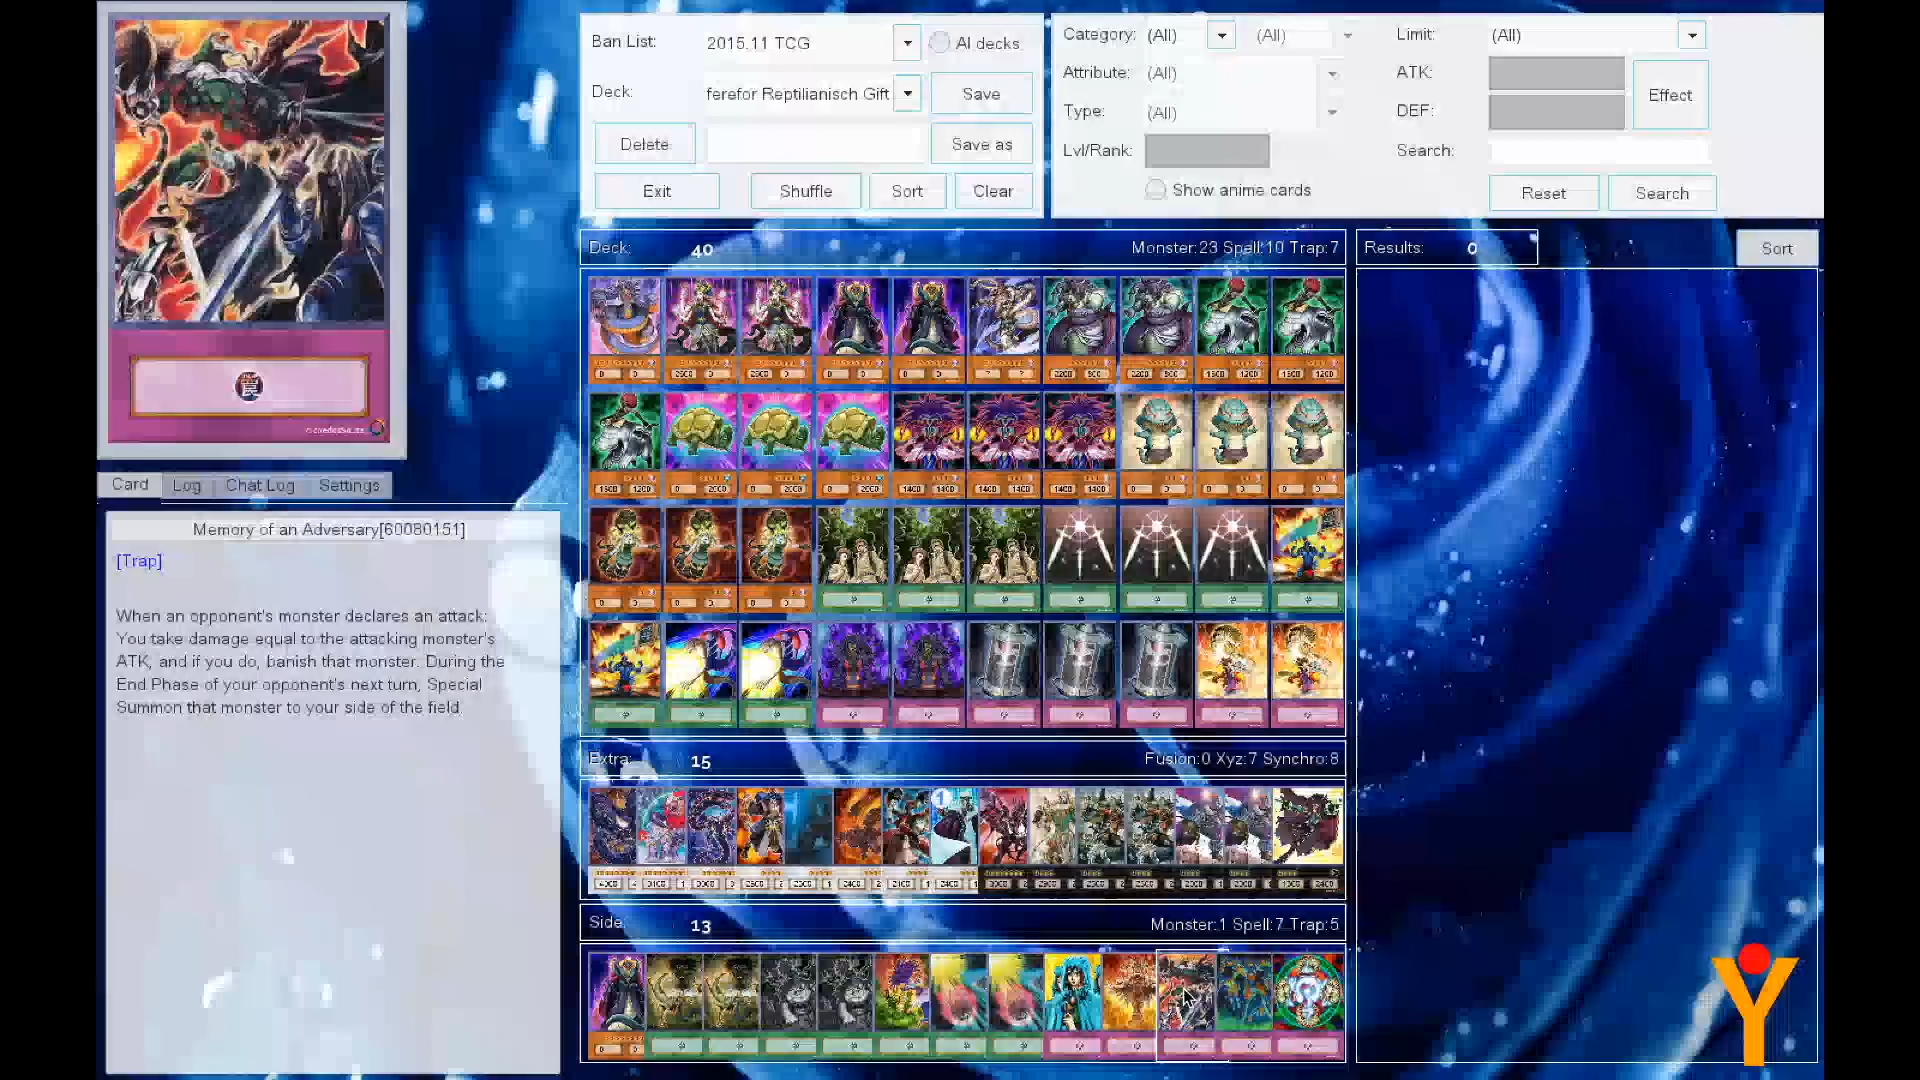 Ban List:
2015.11 TCG
AI decks
Deck:
ferefor Reptilianisch Gift
Save
Delete
Save as
Exit
Shuffle
Sort
Clear
Category:
(All)
(All)
Limit:
(All)
Attribute:
(All)
ATK:
Type:
(All)
DEF:
Effect
Lvl/Rank:
Search:
Show anime cards
Reset
Search
Deck:
40
Monster:23 Spell:10 Trap:7
Results:
0
Sort
Card
Log
Chat Log
Settings
Memory of an Adversary[60080151]
[Trap]
When an opponent's monster declares an attack:
You take damage equal to the attacking monster's
ATK, and if you do, banish that monster. During the
End Phase of your opponent's next turn, Special
Summon that monster to your side of the field
Extra:
15
Fusion:0 Xyz:7 Synchro:8
Side:
13
Monster:1 Spell:7 Trap:5